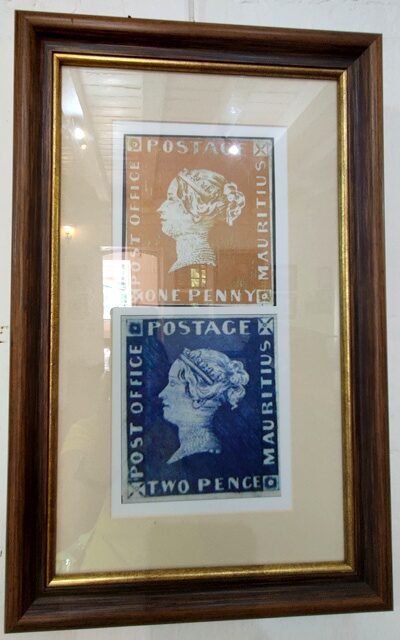 POSTAGE
POST OFFICE
MAURITIUS
ONE PENNY
POSTAGE
POST OFFICE
MAURITIUS
TWO PENCE